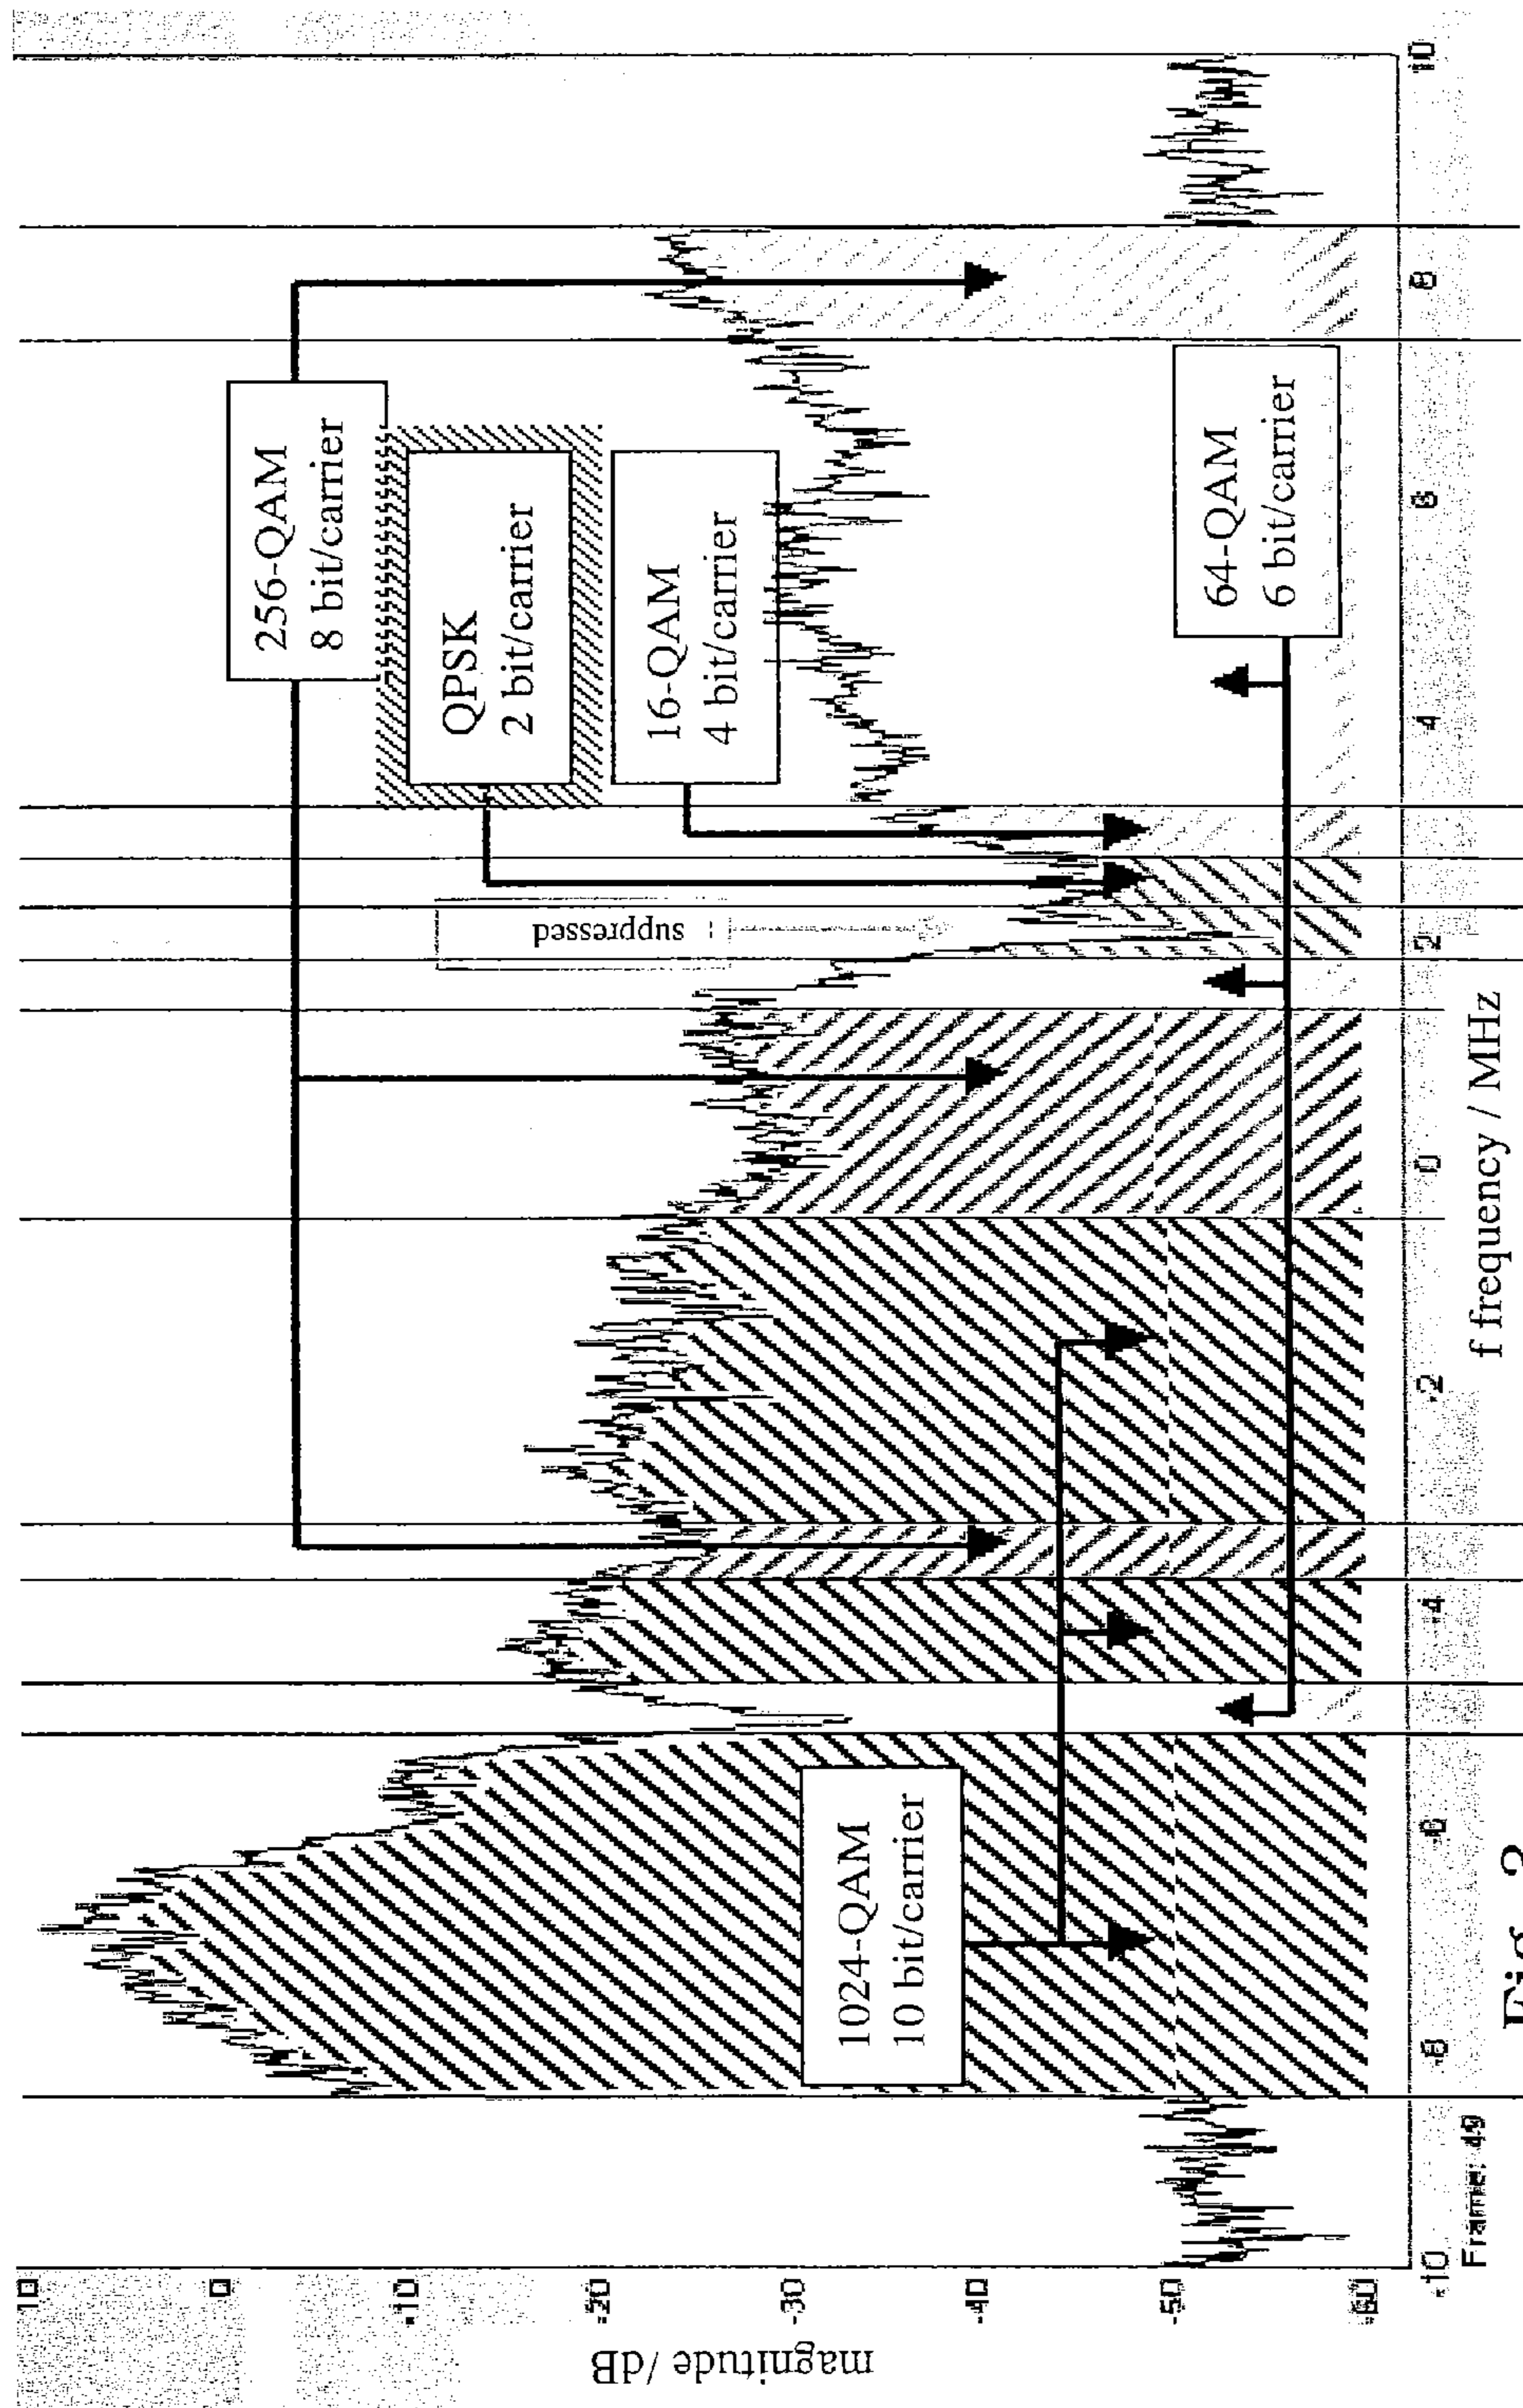 10
0
-10
-20
-30
-40
-50
-60
magnitude /dB
256-QAM
8 bit/carrier
QPSK
2 bit/carrier
16-QAM
4 bit/carrier
suppressed
64-QAM
6 bit/carrier
1024-QAM
10 bit/carrier
-10
-8
-6
-4
-2
0
2
4
6
8
10
f frequency / MHz
Frame: 49